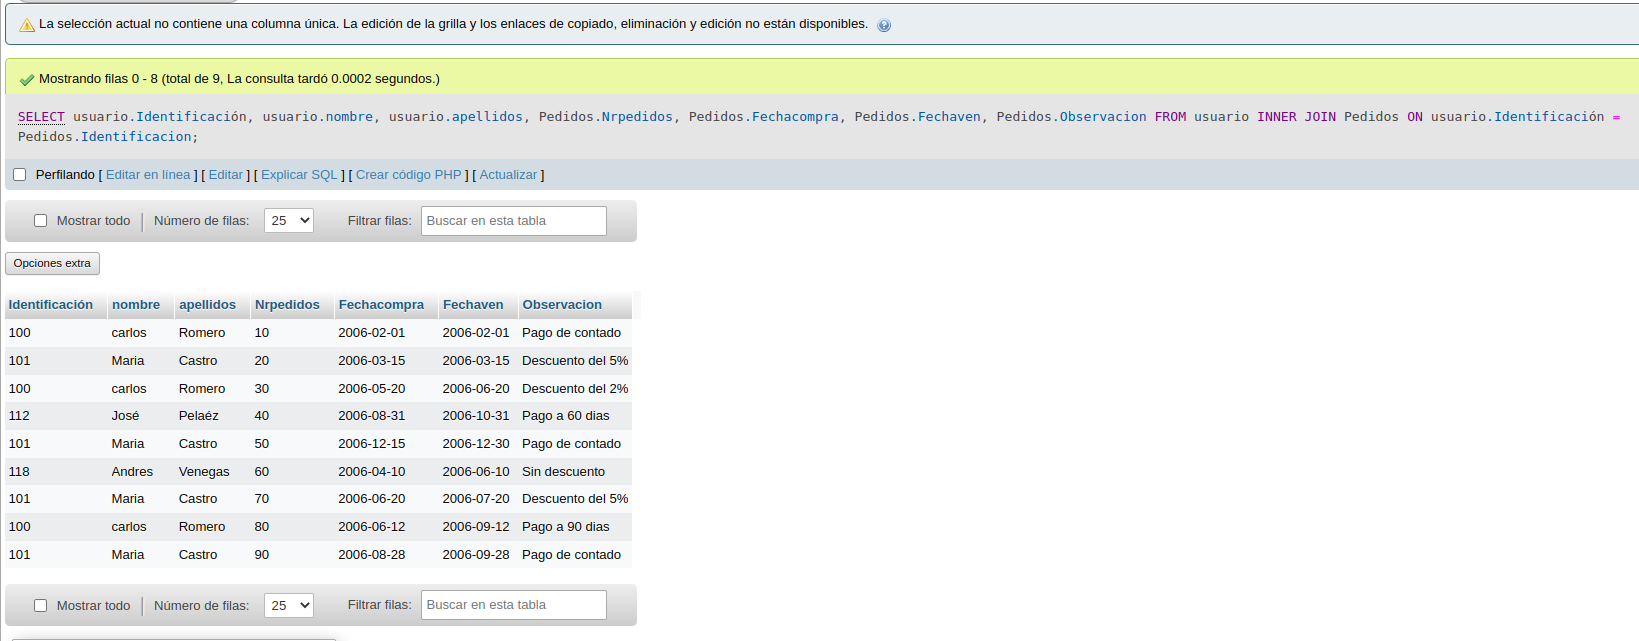 La selección actual no contiene una columna única. La edición de la grilla y los enlaces de copiado, eliminación y edición no están disponibles.
Mostrando filas 0 - 8 (total de 9, La consulta tardó 0.0002 segundos.)
SELECT usuario.Identificación, usuario.nombre, usuario.apellidos, Pedidos.Nrpedidos, Pedidos.Fechacompra, Pedidos.Fechaven, Pedidos.Observacion FROM usuario INNER JOIN Pedidos ON usuario.Identificación =
Pedidos.Identificacion;
Perfilando [ Editar en línea ] [ Editar ] [ Explicar SQL ] [ Crear código PHP ] [ Actualizar ]
Mostrar todo | Número de filas: 25 Filtrar filas: Buscar en esta tabla
Opciones extra
Identificación nombre apellidos Nrpedidos Fechacompra Fechaven Observacion
100 carlos Romero 10 2006-02-01 2006-02-01 Pago de contado
101 Maria Castro 20 2006-03-15 2006-03-15 Descuento del 5%
100 carlos Romero 30 2006-05-20 2006-06-20 Descuento del 2%
112 José Pelaéz 40 2006-08-31 2006-10-31 Pago a 60 dias
101 Maria Castro 50 2006-12-15 2006-12-30 Pago de contado
118 Andres Venegas 60 2006-04-10 2006-06-10 Sin descuento
101 Maria Castro 70 2006-06-20 2006-07-20 Descuento del 5%
100 carlos Romero 80 2006-06-12 2006-09-12 Pago a 90 dias
101 Maria Castro 90 2006-08-28 2006-09-28 Pago de contado
Mostrar todo | Número de filas: 25 Filtrar filas: Buscar en esta tabla